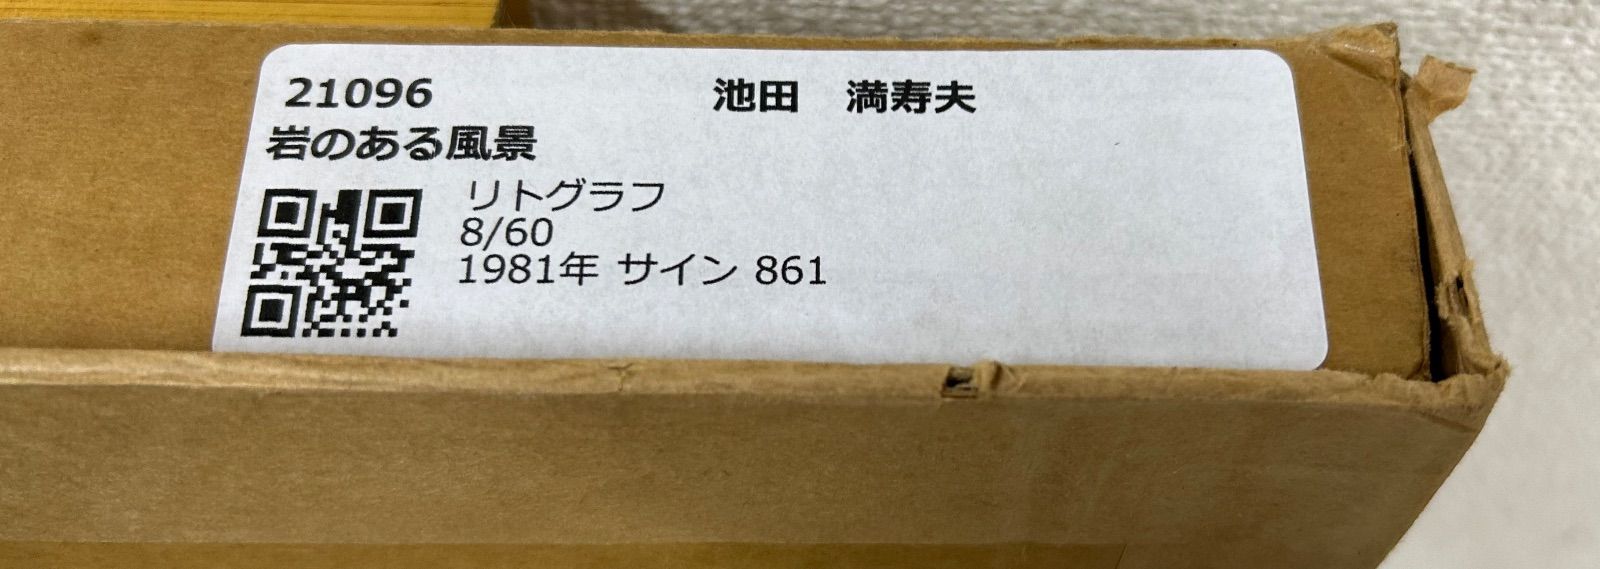 21096 池田 満寿夫
岩のある風景
リトグラフ
8/60
1981年 サイン 861